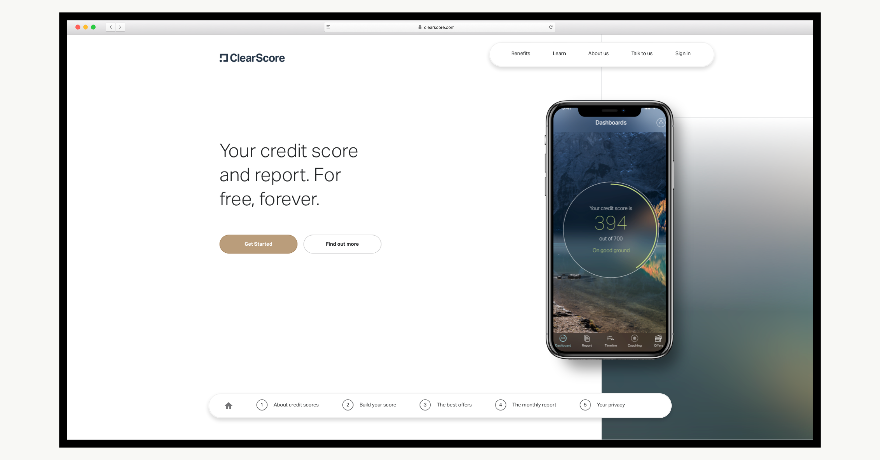 clearscore.com
ClearScore
Benefits
Learn
About us
Talk to us
Sign in
Your credit score
and report. For
free, forever.
Get Started
Find out more
Dashboards
Your credit score is
394
out of 700
On good ground
Dashboard
Report
Timeline
Coaching
Offers
1
About credit scores
2
Build your score
3
The best offers
4
The monthly report
5
Your privacy